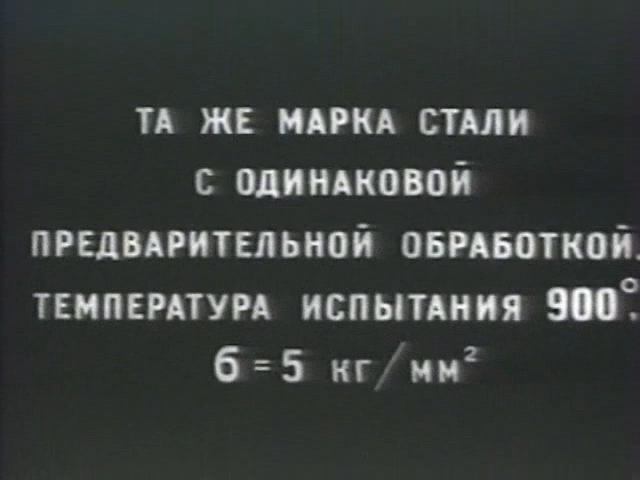 ТА ЖЕ МАРКА СТАЛИ
С ОДИНАКОВОЙ
ПРЕДВАРИТЕЛЬНОЙ ОБРАБОТКОЙ.
ТЕМПЕРАТУРА ИСПЫТАНИЯ 900°.
б = 5 кг/мм²